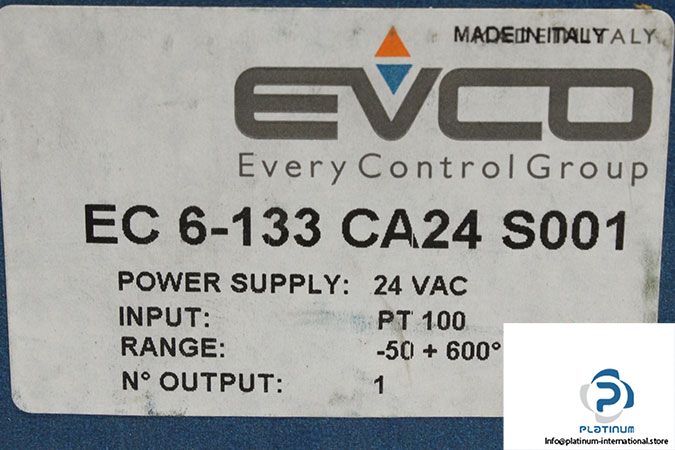 MADE IN ITALY
EVCO
Every Control Group
EC 6-133 CA24 S001
POWER SUPPLY: 24 VAC
INPUT: PT 100
RANGE: -50 + 600°
N° OUTPUT: 1
PLATINUM
Info@platinum-international.store